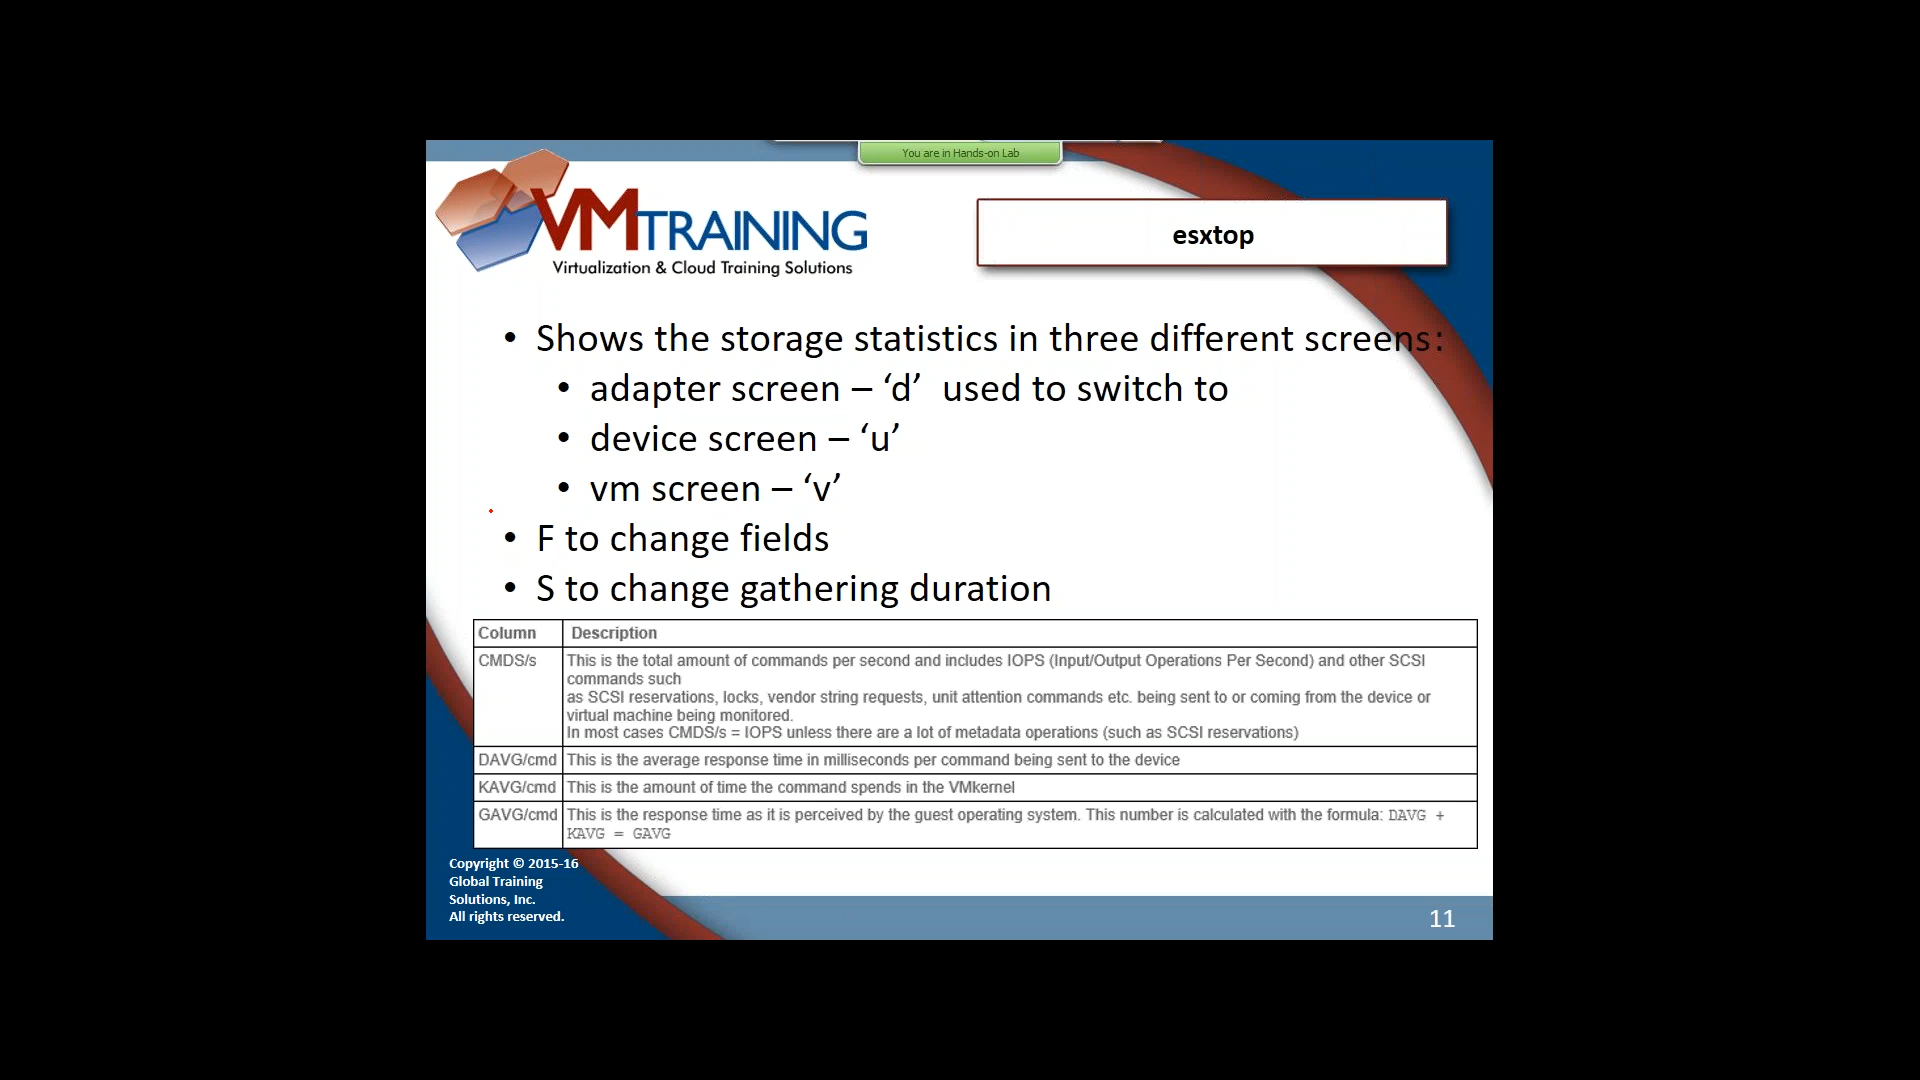 You are in Hands-on Lab
VMTRAINING
Virtualization & Cloud Training Solutions
esxtop
• Shows the storage statistics in three different screens:
• adapter screen – ‘d’ used to switch to
• device screen – ‘u’
• vm screen – ‘v’
• F to change fields
• S to change gathering duration
Column Description
CMDS/s This is the total amount of commands per second and includes IOPS (Input/Output Operations Per Second) and other SCSI
commands such
as SCSI reservations, locks, vendor string requests, unit attention commands etc. being sent to or coming from the device or
virtual machine being monitored.
In most cases CMDS/s = IOPS unless there are a lot of metadata operations (such as SCSI reservations)
DAVG/cmd This is the average response time in milliseconds per command being sent to the device
KAVG/cmd This is the amount of time the command spends in the VMkernel
GAVG/cmd This is the response time as it is perceived by the guest operating system. This number is calculated with the formula: DAVG +
KAVG = GAVG
Copyright © 2015-16
Global Training
Solutions, Inc.
All rights reserved.
11